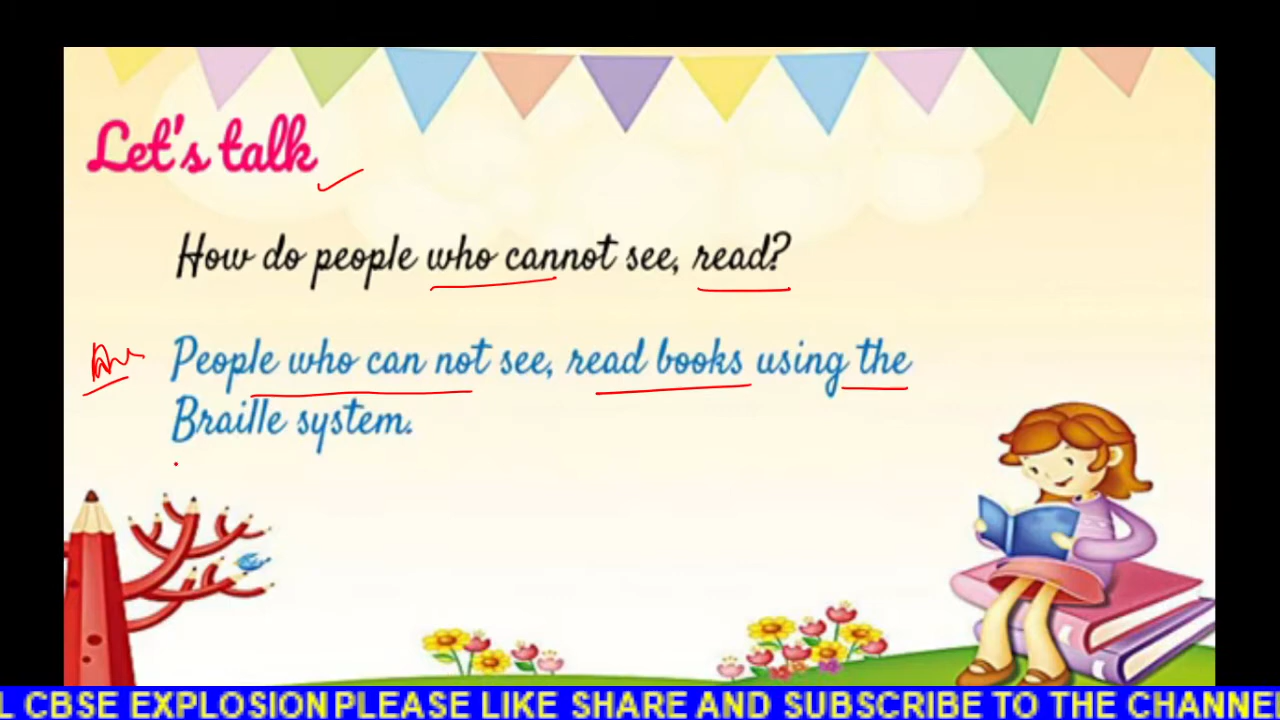 Let's talk
How do people who cannot see, read?
Ans
People who can not see, read books using the
Braille system.
L CBSE EXPLOSION PLEASE LIKE SHARE AND SUBSCRIBE TO THE CHANNE